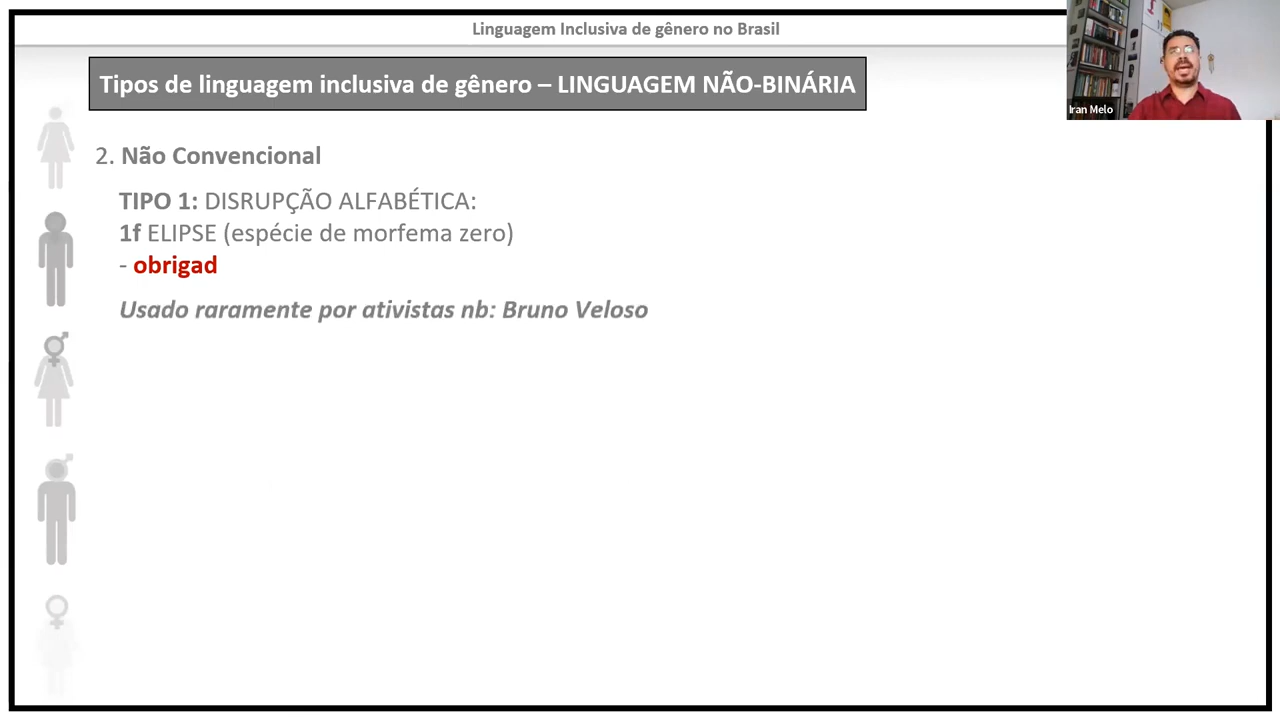 Linguagem Inclusiva de gênero no Brasil
Tipos de linguagem inclusiva de gênero – LINGUAGEM NÃO-BINÁRIA
Iran Melo
2. Não Convencional
TIPO 1: DISRUPÇÃO ALFABÉTICA:
1f ELIPSE (espécie de morfema zero)
- obrigad
Usado raramente por ativistas nb: Bruno Veloso